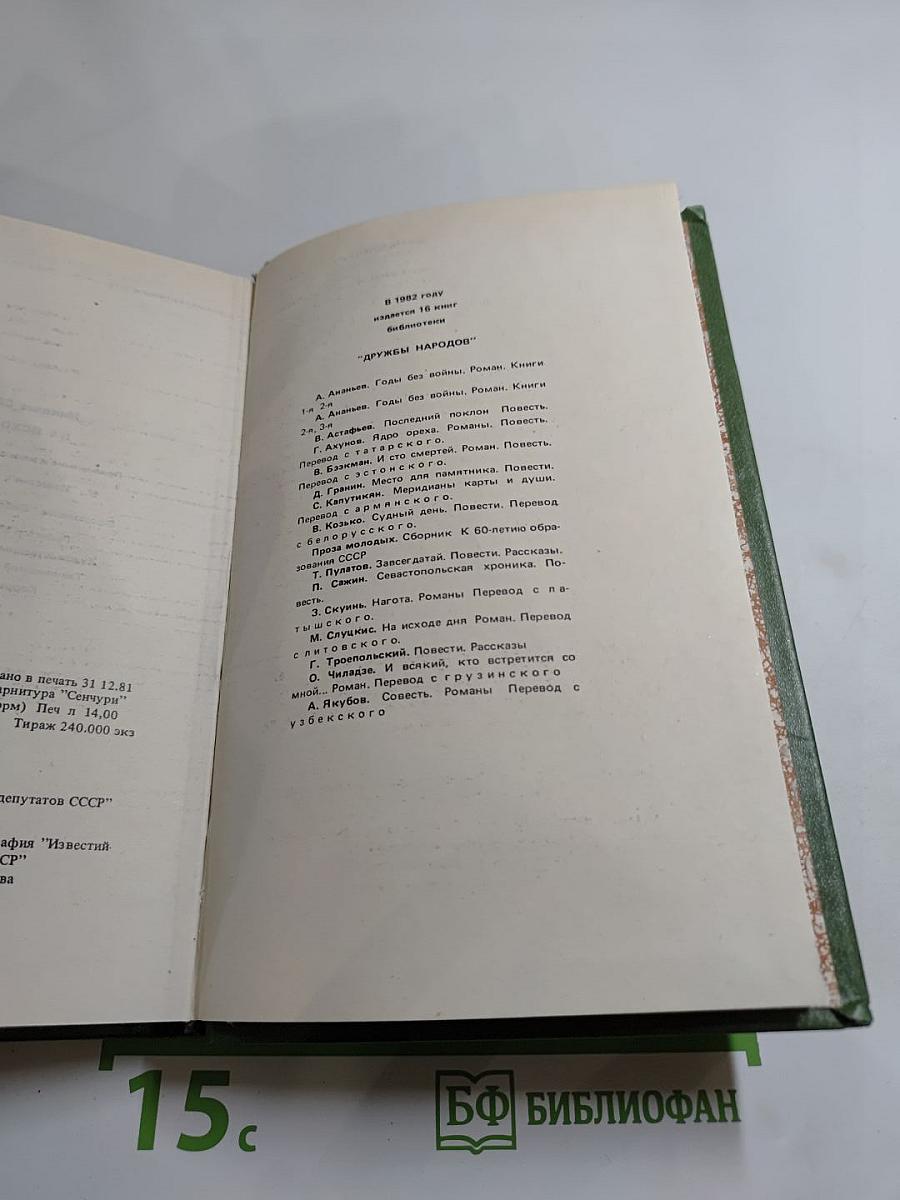 ано в печать 31 12.81
арнитура "Сенчури"
орм) Печ л 14,00
Тираж 240.000 экз
депутатов СССР"
афия "Известий
СР"
ва
В 1982 году
издается 16 книг
библиотеки
"ДРУЖБЫ НАРОДОВ"
А. Ананьев. Годы без войны. Роман. Книги
1-я 2-я
А. Ананьев. Годы без войны. Роман. Книги
2-я, 3-я
В. Астафьев. Последний поклон Повесть.
Г. Ахунов. Ядро ореха. Романы. Повесть.
Перевод с татарского.
В. Бээкман. И сто смертей. Роман. Повесть.
Перевод с эстонского.
Д. Гранин. Место для памятника. Повести.
С. Капутикян. Меридианы карты и души.
Перевод с армянского.
В. Козько. Судный день. Повести. Перевод
с белорусского.
Проза молодых. Сборник К 60-летию обра-
зования СССР
Т. Пулатов. Завсегдатай. Повести. Рассказы.
П. Сажин. Севастопольская хроника. По-
весть.
З. Скуинь. Нагота. Романы Перевод с ла-
тышского.
М. Слуцкис. На исходе дня Роман. Перевод
с литовского.
Г. Троепольский. Повести. Рассказы
О. Чиладзе. И всякий, кто встретится со
мной... Роман. Перевод с грузинского
А. Якубов. Совесть. Романы Перевод с
узбекского
15 с
БФ БИБЛИОФАН